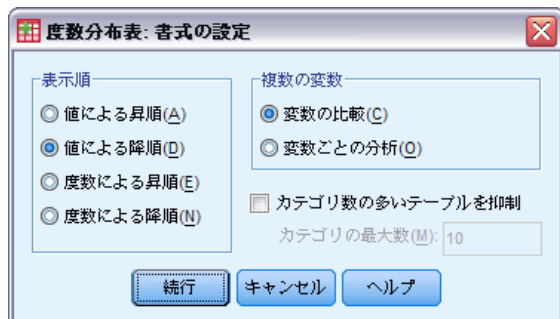 度数分布表: 書式の設定
表示順
値による昇順(A)
値による降順(D)
度数による昇順(E)
度数による降順(N)
複数の変数
変数の比較(C)
変数ごとの分析(O)
カテゴリ数の多いテーブルを抑制
カテゴリの最大数(M): 10
続行 キャンセル ヘルプ